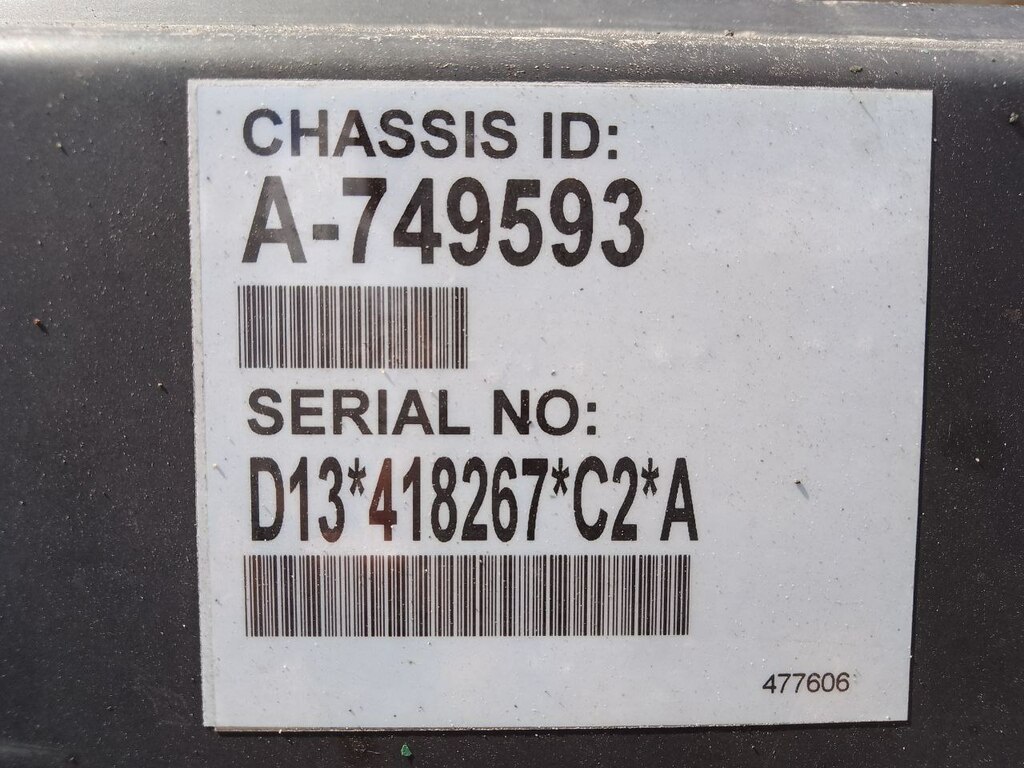 CHASSIS ID:
A-749593
SERIAL NO:
D13*418267*C2*A
477606